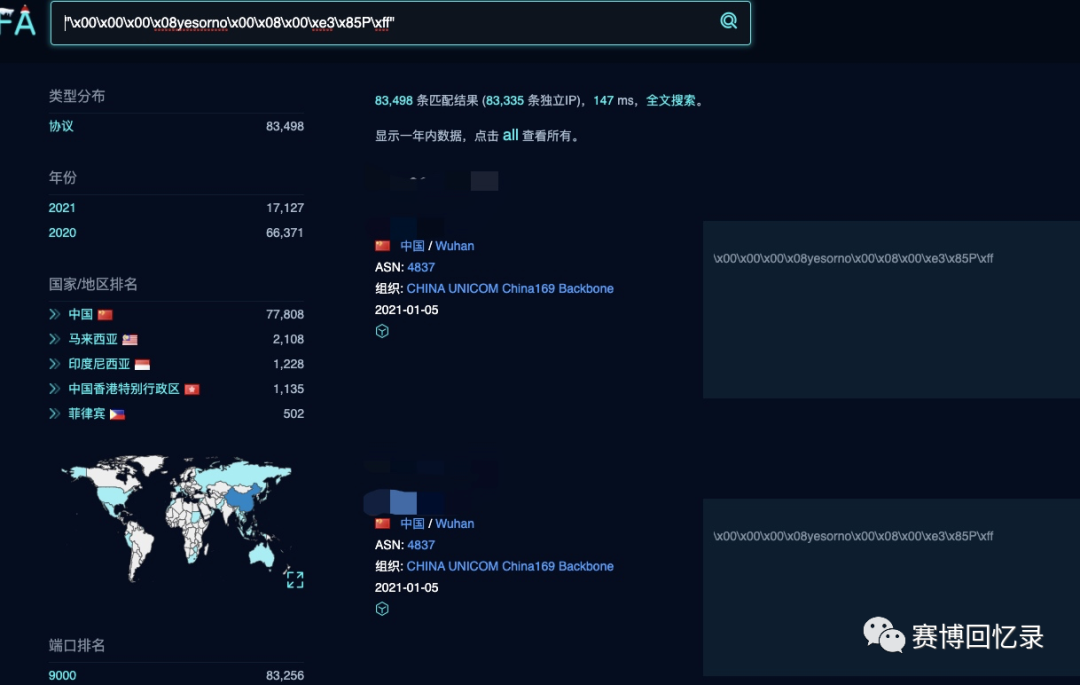 FA
"\x00\x00\x00\x08yesorno\x00\x08\x00\xe3\x85P\xff"
类型分布
协议 83,498
年份
2021 17,127
2020 66,371
国家/地区排名
中国 77,808
马来西亚 2,108
印度尼西亚 1,228
中国香港特别行政区 1,135
菲律宾 502
端口排名
9000 83,256
83,498 条匹配结果 (83,335 条独立IP)，147 ms，全文搜索。
显示一年内数据，点击 all 查看所有。
中国 / Wuhan
ASN: 4837
组织: CHINA UNICOM China169 Backbone
2021-01-05
\x00\x00\x00\x08yesorno\x00\x08\x00\xe3\x85P\xff
中国 / Wuhan
ASN: 4837
组织: CHINA UNICOM China169 Backbone
2021-01-05
\x00\x00\x00\x08yesorno\x00\x08\x00\xe3\x85P\xff
赛博回忆录